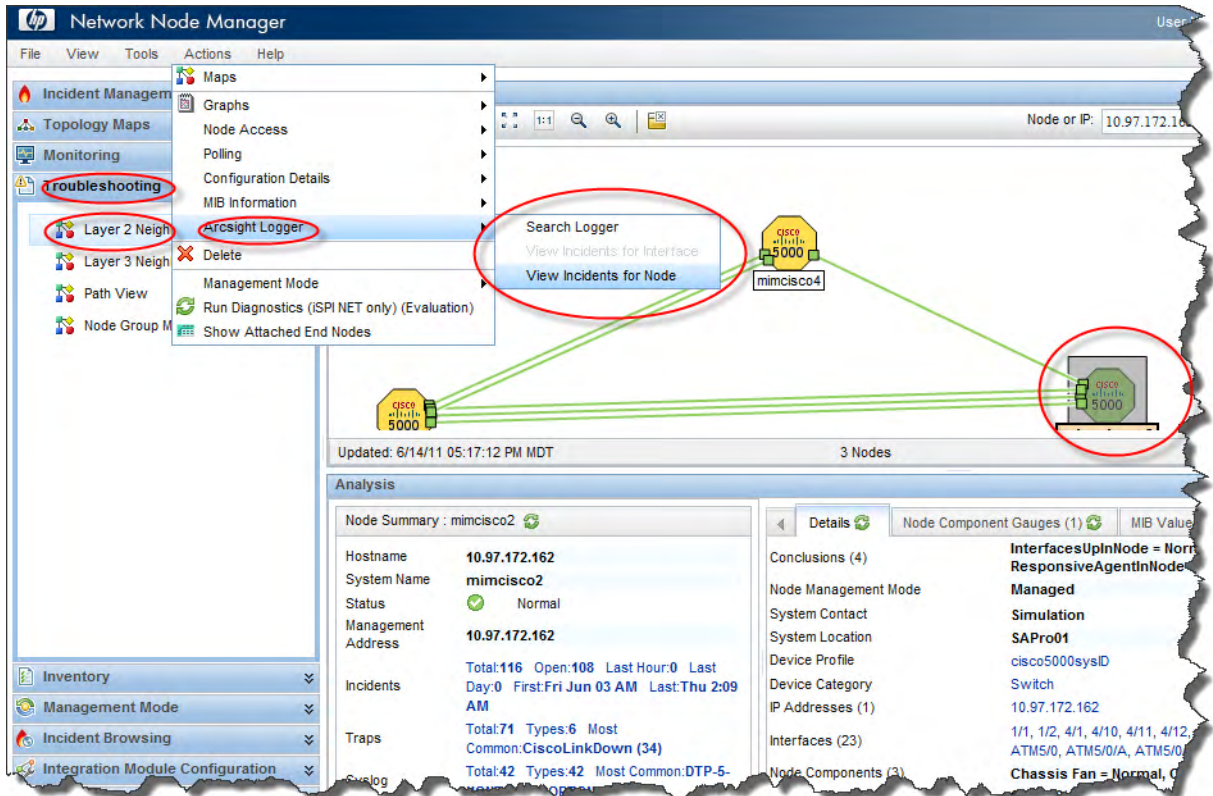 hp Network Node Manager
User
File View Tools Actions Help
Maps
Graphs
Node Access
Polling
Configuration Details
MIB Information
Arcsight Logger
Delete
Management Mode
Run Diagnostics (iSPI NET only) (Evaluation)
Show Attached End Nodes
Search Logger
View Incidents for Interface
View Incidents for Node
Incident Managem
Topology Maps
Monitoring
Troubleshooting
Layer 2 Neigh
Layer 3 Neigh
Path View
Node Group M
Inventory
Management Mode
Incident Browsing
Integration Module Configuration
1:1
Node or IP: 10.97.172.16
cisco
5000
mimcisco4
cisco
5000
cisco
5000
Updated: 6/14/11 05:17:12 PM MDT 3 Nodes
Analysis
Node Summary : mimcisco2
Hostname 10.97.172.162
System Name mimcisco2
Status Normal
Management
Address 10.97.172.162
Incidents Total:116 Open:108 Last Hour:0 Last
Day:0 First:Fri Jun 03 AM Last:Thu 2:09
AM
Traps Total:71 Types:6 Most
Common:CiscoLinkDown (34)
Syslog Total:42 Types:42 Most Common:DTP-5-
Details Node Component Gauges (1) MIB Value
Conclusions (4) InterfacesUpInNode = Norm
ResponsiveAgentInNode
Node Management Mode Managed
System Contact Simulation
System Location SAPro01
Device Profile cisco5000sysID
Device Category Switch
IP Addresses (1) 10.97.172.162
Interfaces (23) 1/1, 1/2, 4/1, 4/10, 4/11, 4/12,
ATM5/0, ATM5/0/A, ATM5/0
Node Components (3) Chassis Fan = Normal, C